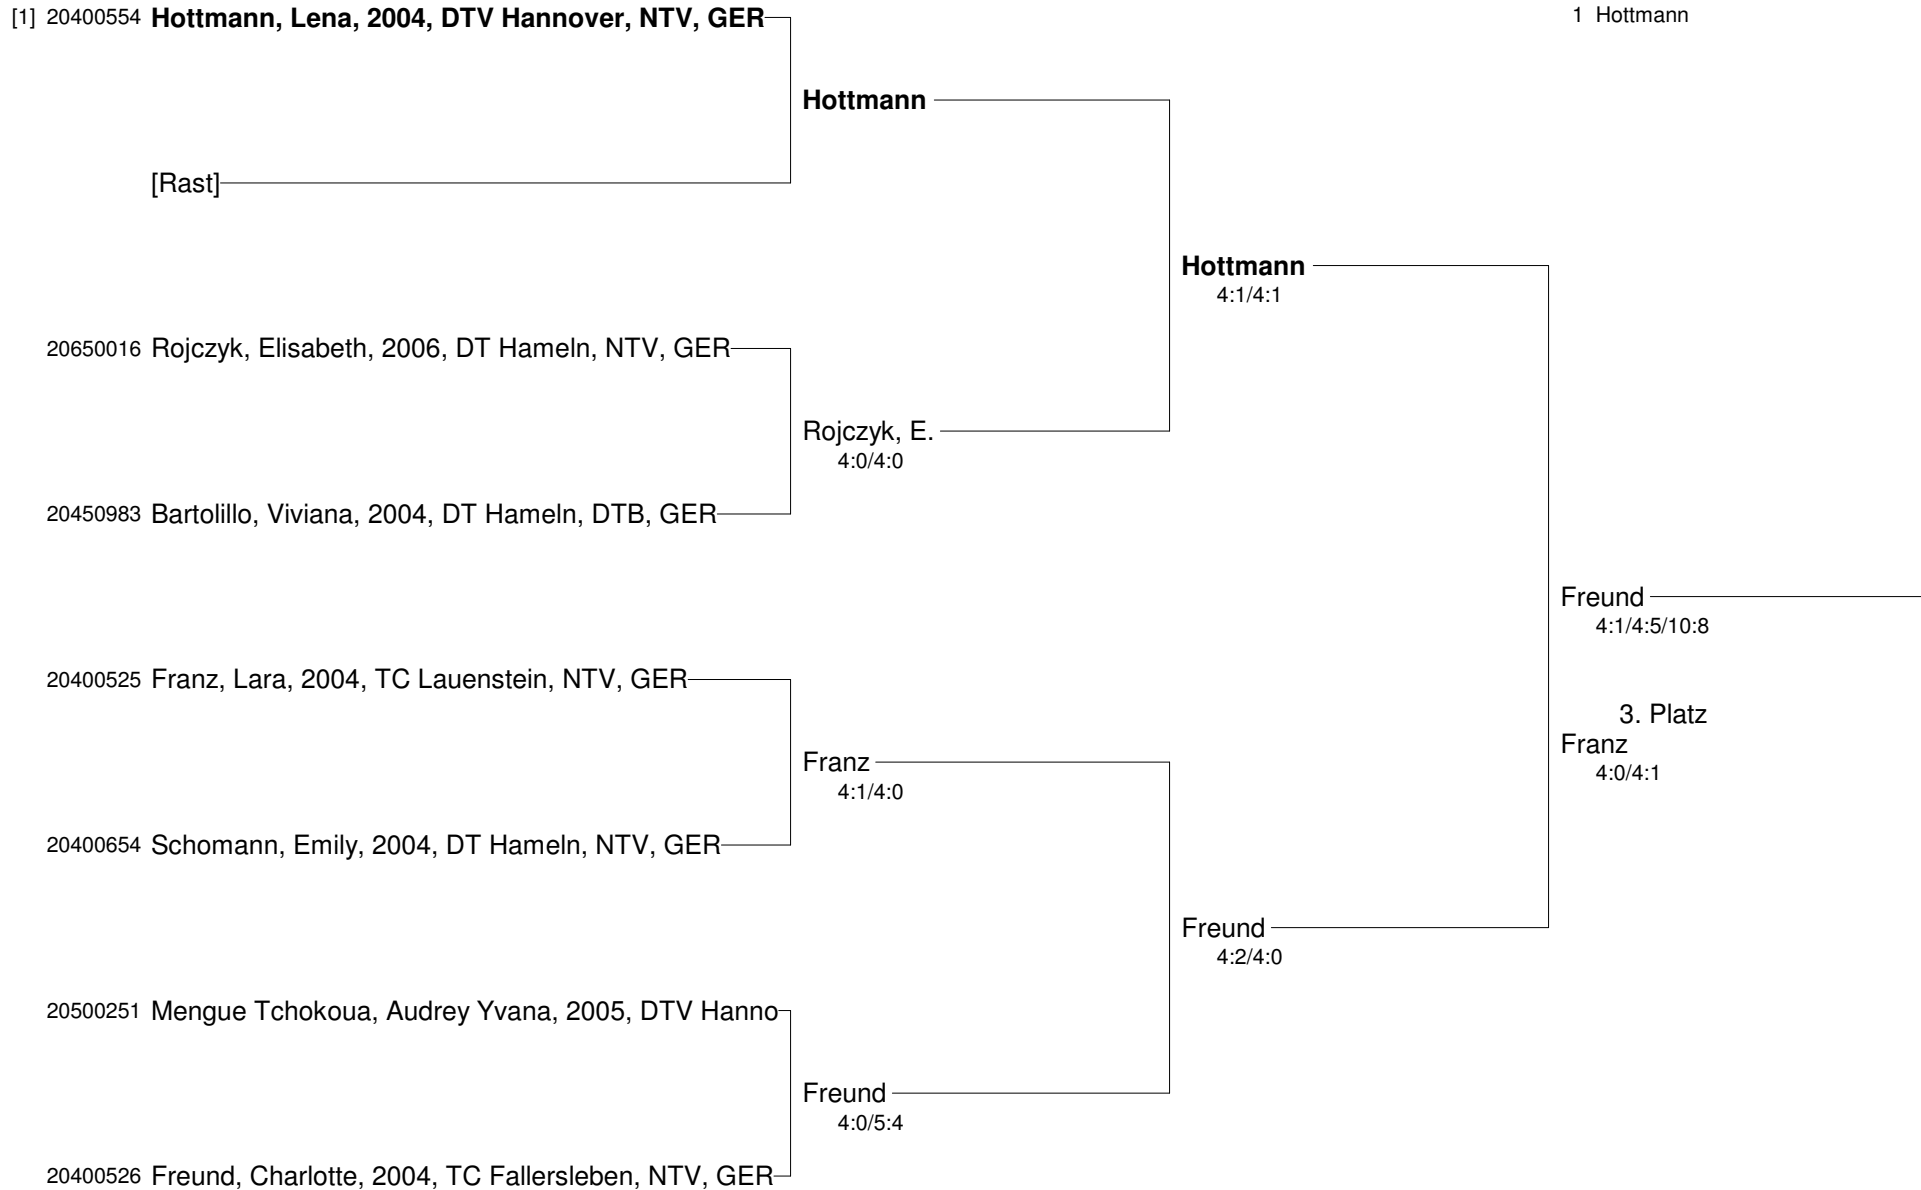 [1] 20400554 Hottmann, Lena, 2004, DTV Hannover, NTV, GER
1 Hottmann
Hottmann
[Rast]
Hottmann
4:1/4:1
20650016 Rojczyk, Elisabeth, 2006, DT Hameln, NTV, GER
Rojczyk, E.
4:0/4:0
20450983 Bartolillo, Viviana, 2004, DT Hameln, DTB, GER
Freund
4:1/4:5/10:8
20400525 Franz, Lara, 2004, TC Lauenstein, NTV, GER
3. Platz
Franz
4:0/4:1
Franz
4:1/4:0
20400654 Schomann, Emily, 2004, DT Hameln, NTV, GER
Freund
4:2/4:0
20500251 Mengue Tchokoua, Audrey Yvana, 2005, DTV Hanno
Freund
4:0/5:4
20400526 Freund, Charlotte, 2004, TC Fallersleben, NTV, GER